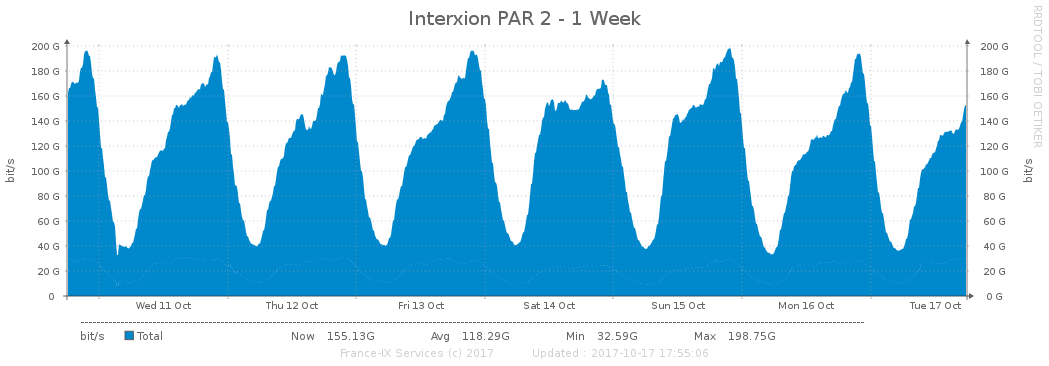 Interxion PAR 2 - 1 Week
RRDTOOL / TOBI OETIKER
bit/s
200 G 200 G
180 G 180 G
160 G 160 G
140 G 140 G
120 G 120 G
100 G 100 G
80 G 80 G
60 G 60 G
40 G 40 G
20 G 20 G
0 0 G
bit/s
Wed 11 Oct Thu 12 Oct Fri 13 Oct Sat 14 Oct Sun 15 Oct Mon 16 Oct Tue 17 Oct
bit/s Total Now 155.13G Avg 118.29G Min 32.59G Max 198.75G
France-IX Services (c) 2017 Updated : 2017-10-17 17:55:06